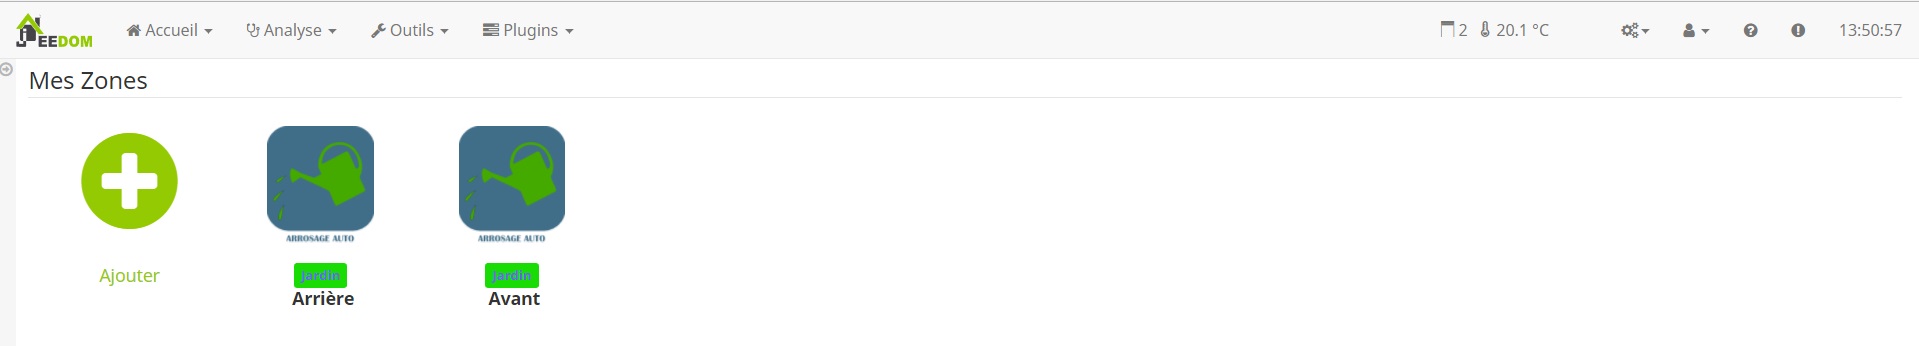 JEEDOM Accueil Analyse Outils Plugins 2 20.1 °C 13:50:57
Mes Zones
ARROSAGE AUTO ARROSAGE AUTO
Ajouter Jardin Jardin
Arrière Avant